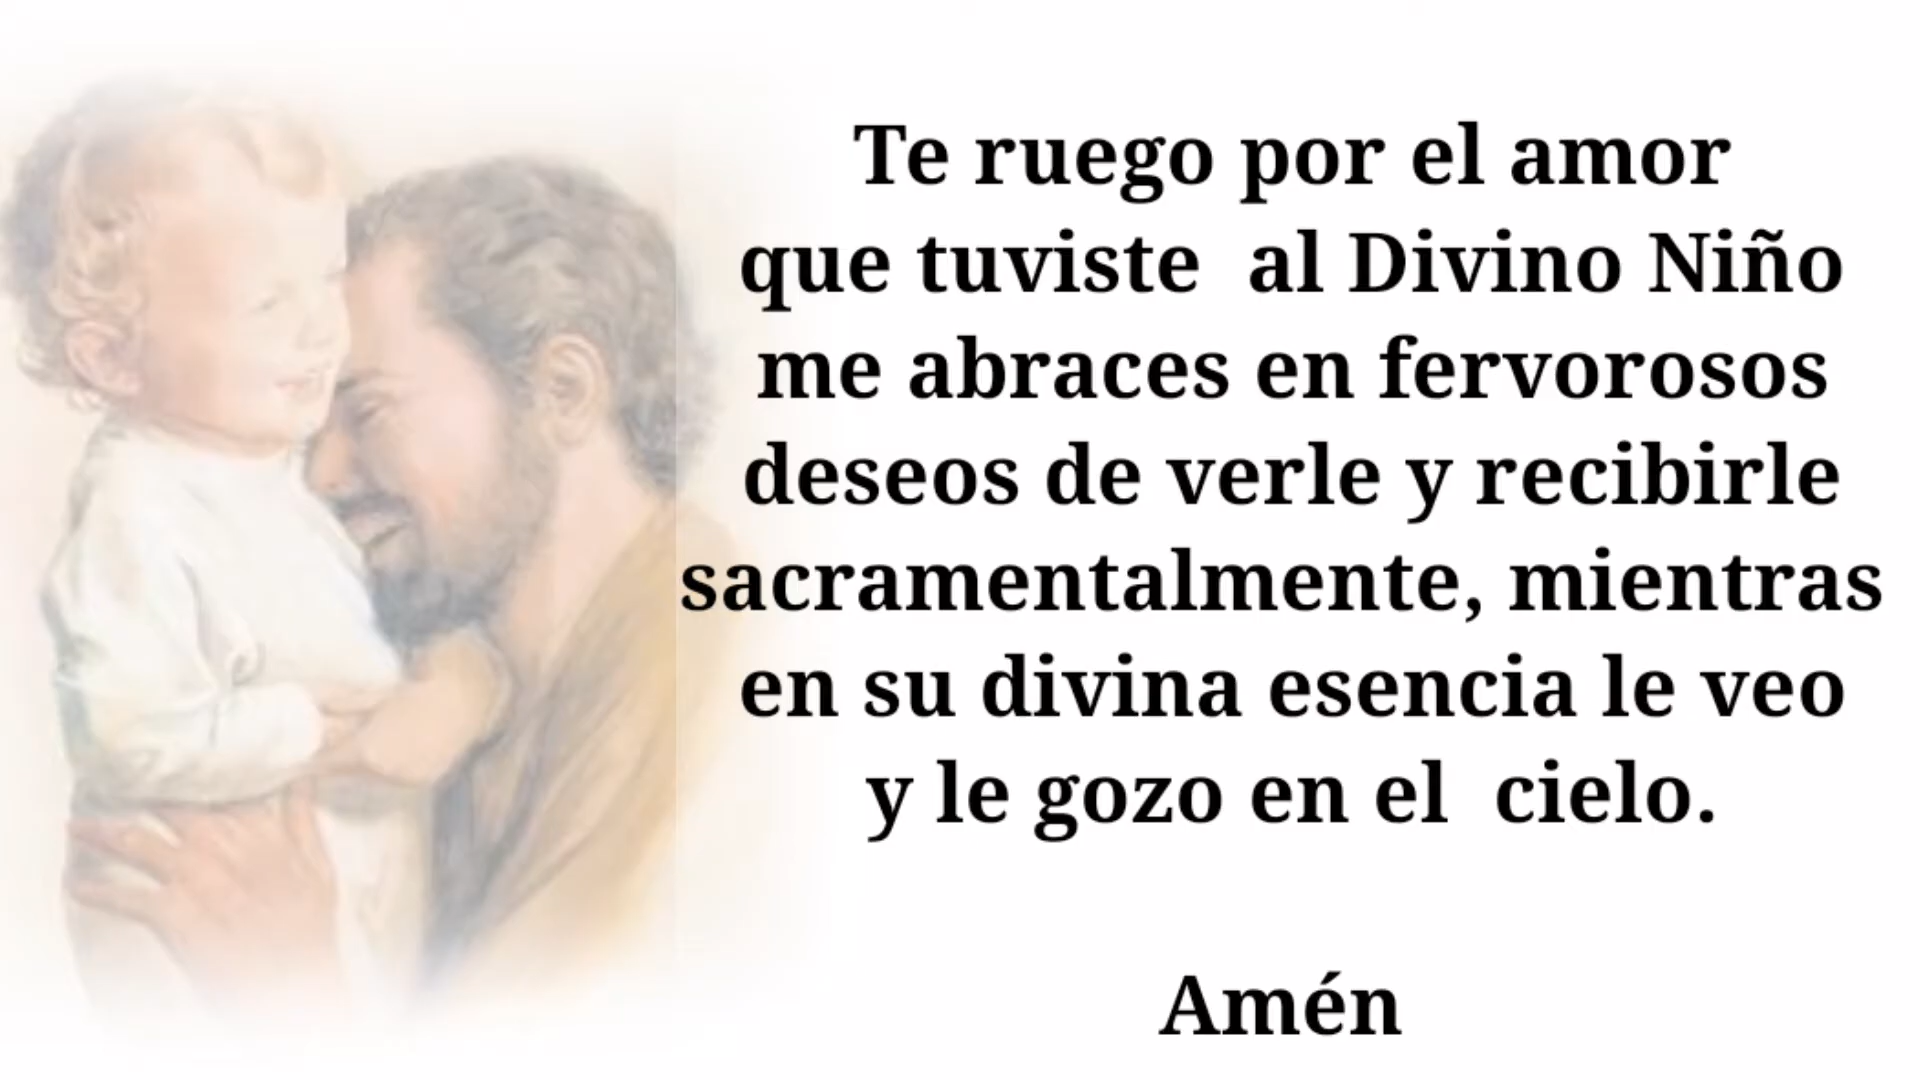 Te ruego por el amor
que tuviste  al Divino Niño
me abraces en fervorosos
deseos de verle y recibirle
sacramentalmente, mientras
en su divina esencia le veo
y le gozo en el  cielo.
Amén